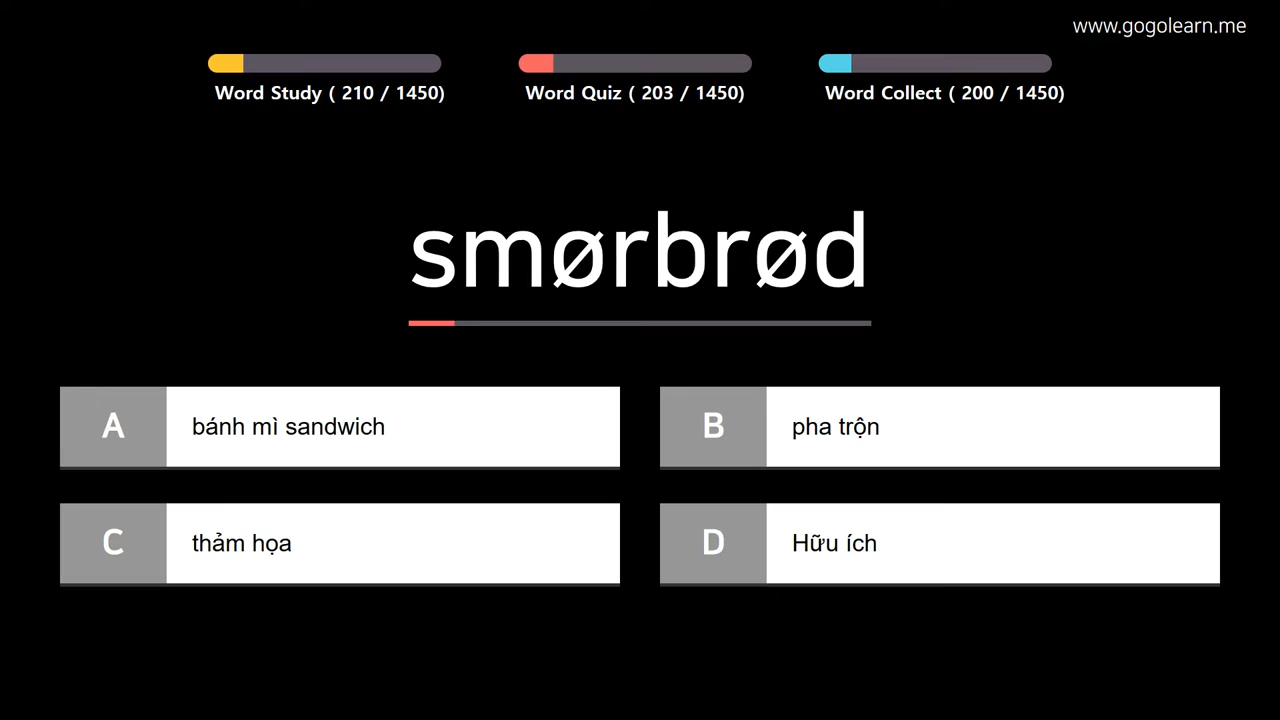 www.gogolearn.me
Word Study ( 210 / 1450)
Word Quiz ( 203 / 1450)
Word Collect ( 200 / 1450)
smørbrød
A bánh mì sandwich
B pha trộn
C thảm họa
D Hữu ích